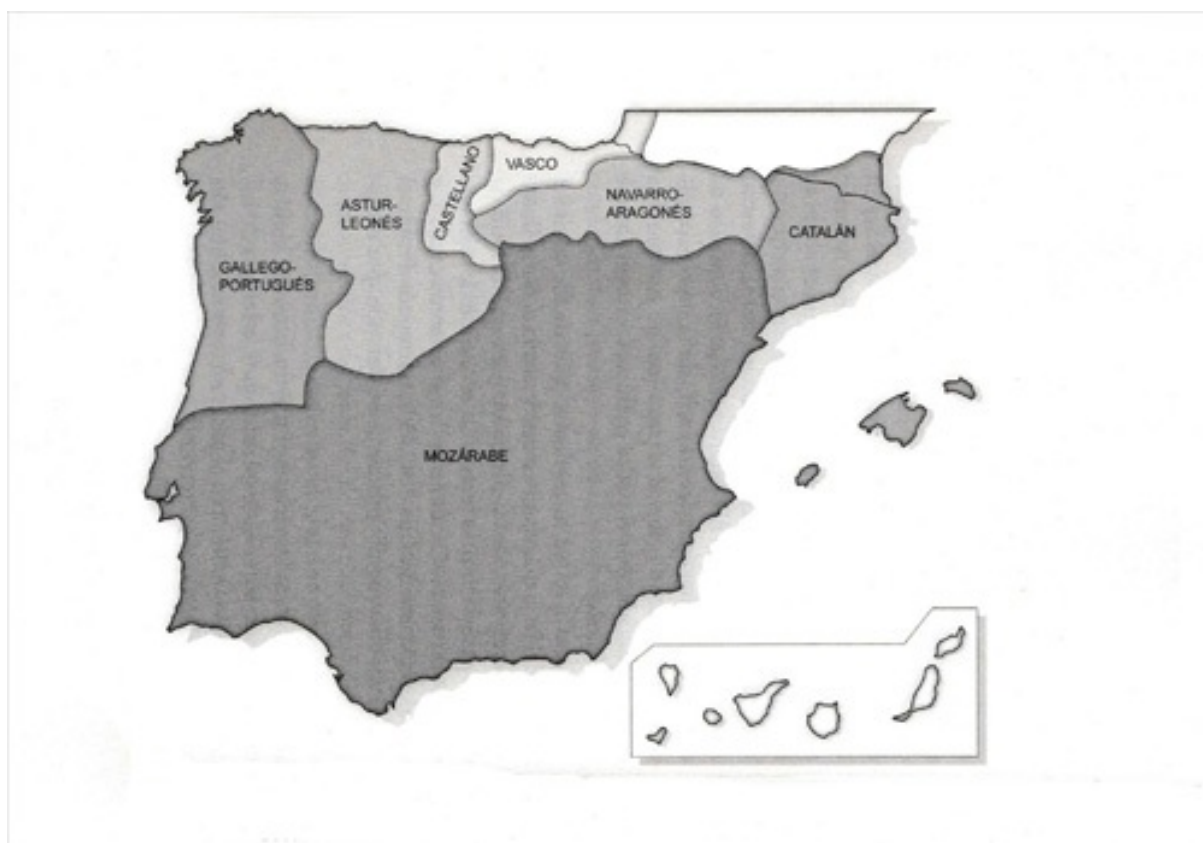 VASCO
CASTELLANO
NAVARRO-
ARAGONÉS
ASTUR-
LEONÉS
CATALÁN
GALLEGO-
PORTUGUÉS
MOZÁRABE